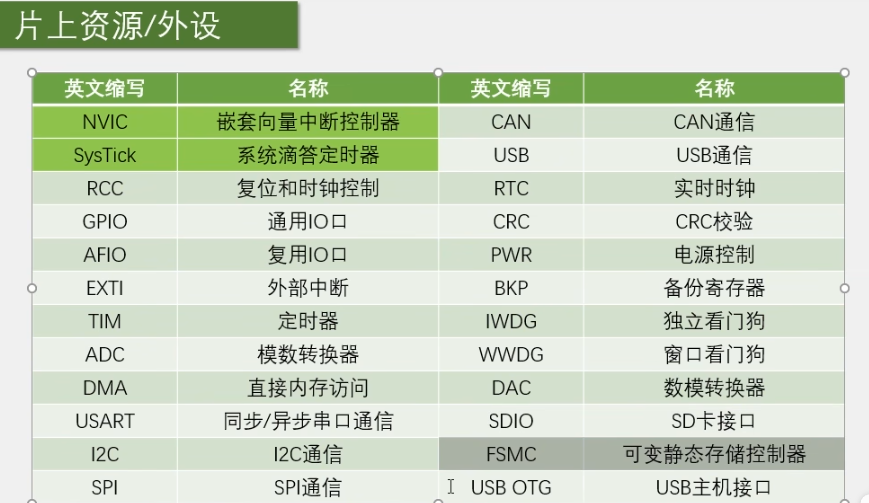 片上资源/外设
英文缩写 名称 英文缩写 名称
NVIC 嵌套向量中断控制器 CAN CAN通信
SysTick 系统滴答定时器 USB USB通信
RCC 复位和时钟控制 RTC 实时时钟
GPIO 通用IO口 CRC CRC校验
AFIO 复用IO口 PWR 电源控制
EXTI 外部中断 BKP 备份寄存器
TIM 定时器 IWDG 独立看门狗
ADC 模数转换器 WWDG 窗口看门狗
DMA 直接内存访问 DAC 数模转换器
USART 同步/异步串口通信 SDIO SD卡接口
I2C I2C通信 FSMC 可变静态存储控制器
SPI SPI通信 USB OTG USB主机接口